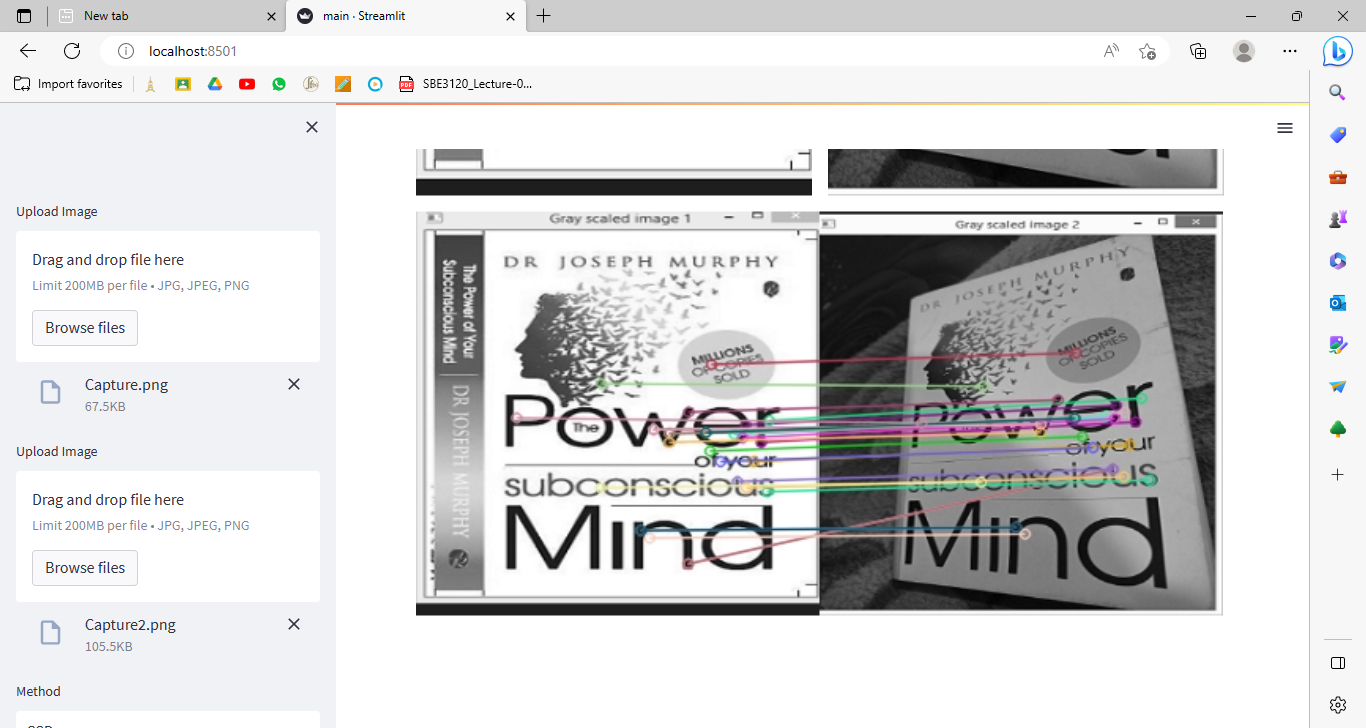 New tab
main · Streamlit
localhost:8501
Import favorites
SBE3120_Lecture-0...
Upload Image
Drag and drop file here
Limit 200MB per file • JPG, JPEG, PNG
Browse files
Capture.png
67.5KB
Upload Image
Drag and drop file here
Limit 200MB per file • JPG, JPEG, PNG
Browse files
Capture2.png
105.5KB
Method
Gray scaled image 1
The Power of Your
Subconscious Mind
DR JOSEPH MURPHY
DR JOSEPH MURPHY
MILLIONS
OF COPIES
SOLD
Power
The
of your
subconscious
Mind
Gray scaled image 2
DR JOSEPH MURPHY
MILLIONS
OF COPIES
SOLD
Power
The
of your
subconscious
Mind